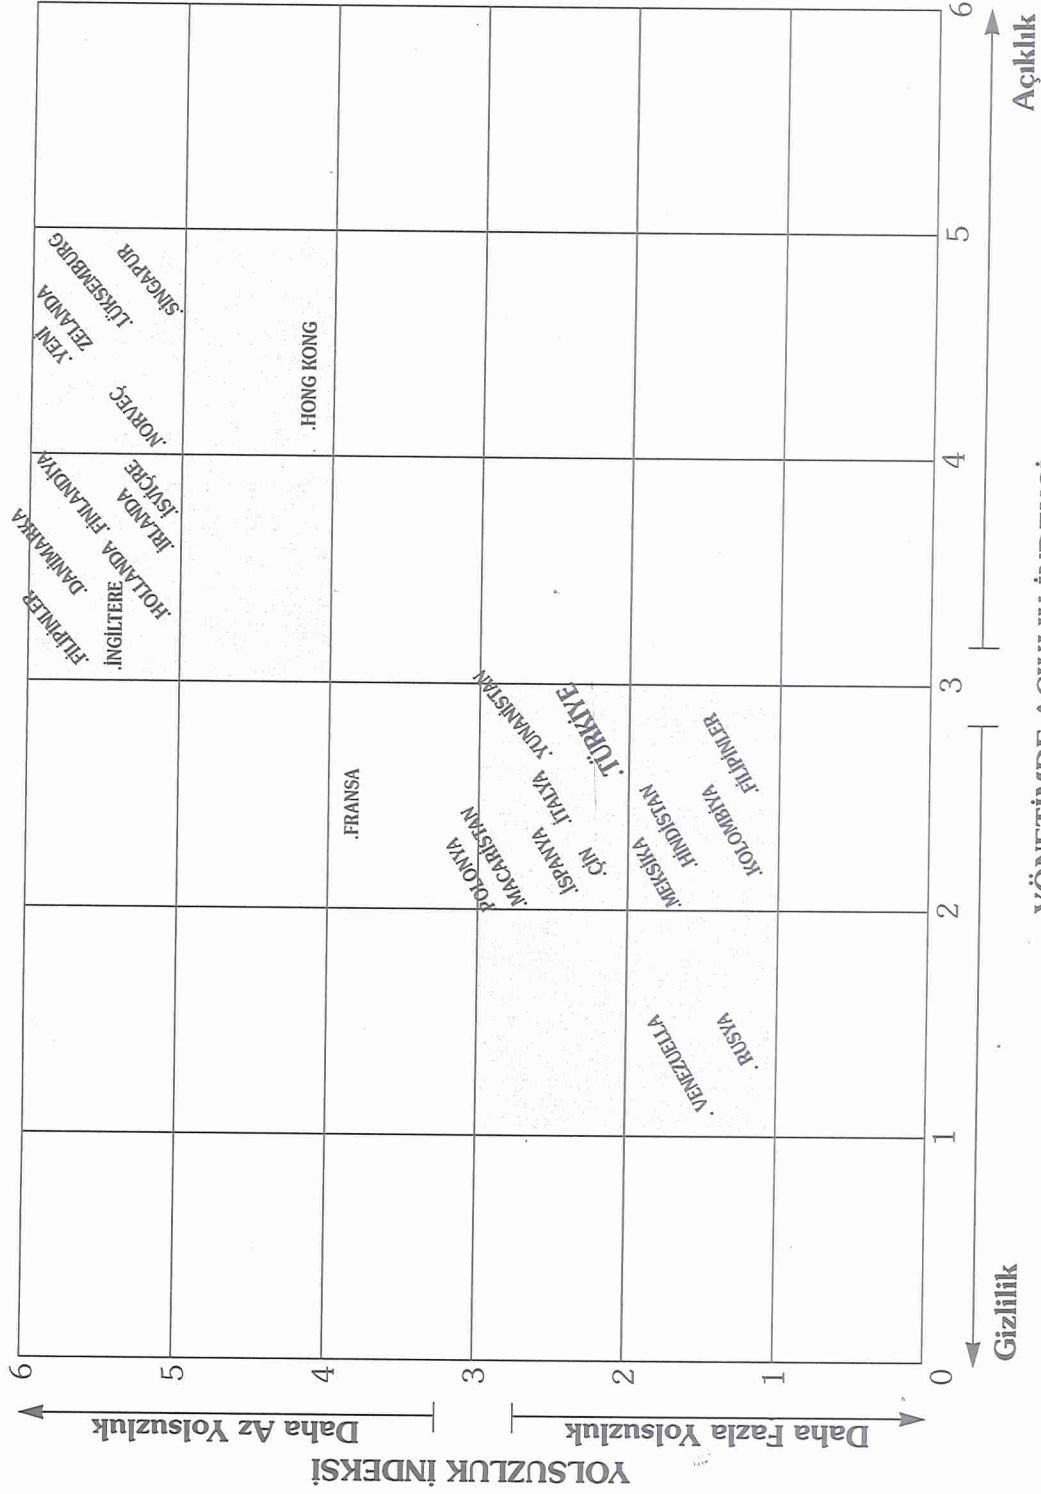 YOLSUZLUK İNDEKSİ
Daha Az Yolsuzluk
Daha Fazla Yolsuzluk
6
5
4
3
2
1
0
.FİLİPİNLER
.DANİMARKA
.İNGİLTERE
.HOLLANDA
.FİNLANDİYA
.İRLANDA
.İSVİÇRE
.NORVEÇ
.YENİ
ZELANDA
.LÜKSEMBURG
.SİNGAPUR
.HONG KONG
.FRANSA
POLONYA
.MACARİSTAN
.İSPANYA
.ÇİN
.İTALYA
.YUNANİSTAN
.TÜRKİYE
.MEKSİKA
.HİNDİSTAN
.KOLOMBİYA
.FİLİPİNLER
.VENEZUELLA
.RUSYA
1
2
3
4
5
6
Gizlilik
Açıklık